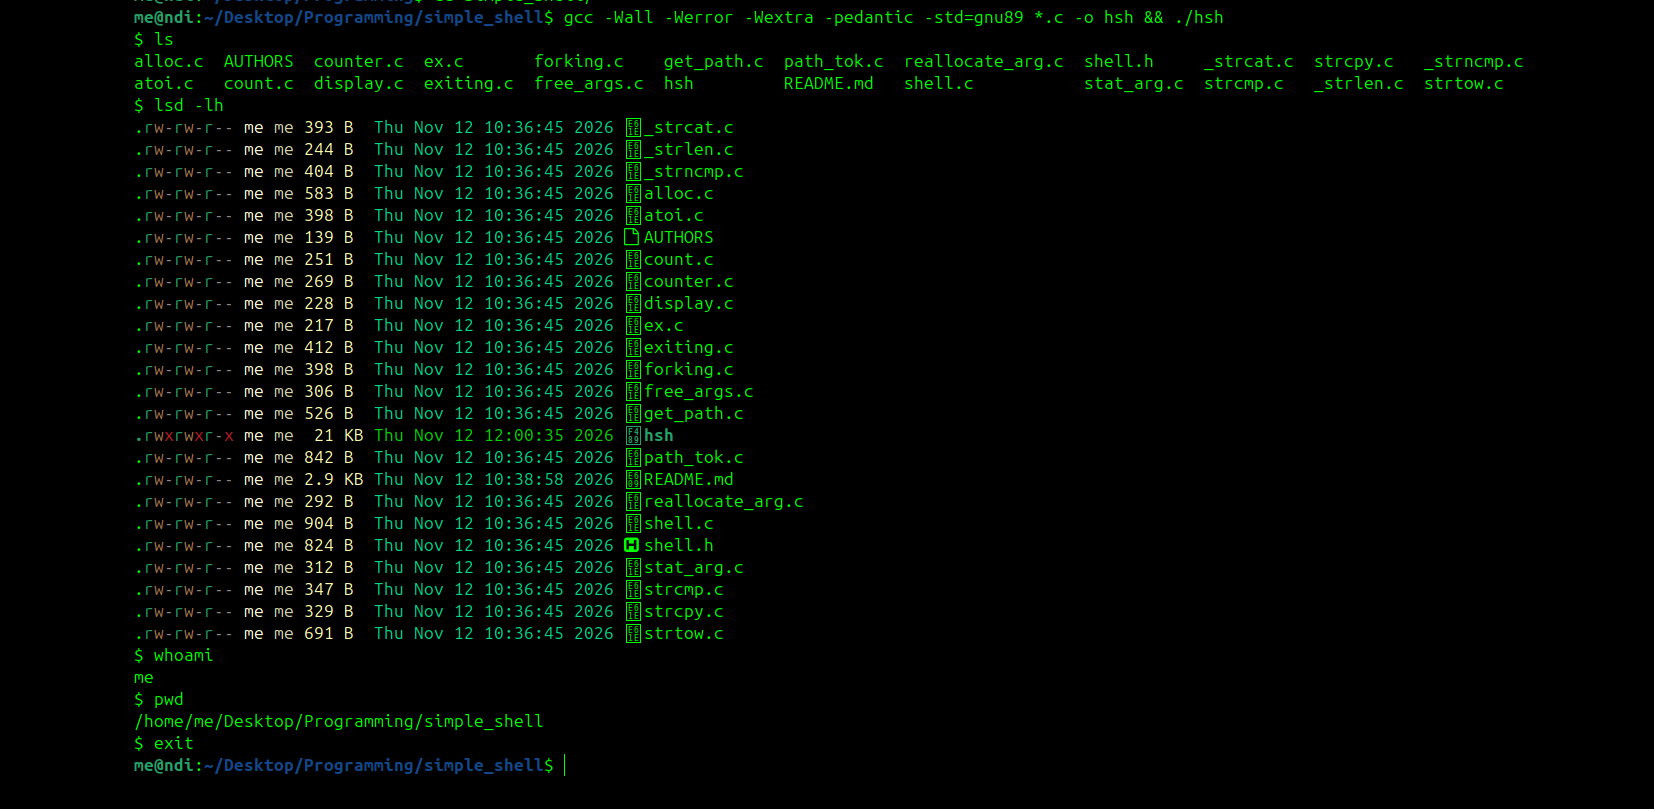 me@ndi:~/Desktop/Programming/simple_shell$ gcc -Wall -Werror -Wextra -pedantic -std=gnu89 *.c -o hsh && ./hsh
$ ls
alloc.c  AUTHORS  counter.c  ex.c       forking.c    get_path.c  path_tok.c  reallocate_arg.c  shell.h     _strcat.c  strcpy.c   _strncmp.c
atoi.c   count.c  display.c  exiting.c  free_args.c  hsh         README.md   shell.c           stat_arg.c  strcmp.c   _strlen.c  strtow.c
$ lsd -lh
.rw-rw-r-- me me 393 B  Thu Nov 12 10:36:45 2026 _strcat.c
.rw-rw-r-- me me 244 B  Thu Nov 12 10:36:45 2026 _strlen.c
.rw-rw-r-- me me 404 B  Thu Nov 12 10:36:45 2026 _strncmp.c
.rw-rw-r-- me me 583 B  Thu Nov 12 10:36:45 2026 alloc.c
.rw-rw-r-- me me 398 B  Thu Nov 12 10:36:45 2026 atoi.c
.rw-rw-r-- me me 139 B  Thu Nov 12 10:36:45 2026 AUTHORS
.rw-rw-r-- me me 251 B  Thu Nov 12 10:36:45 2026 count.c
.rw-rw-r-- me me 269 B  Thu Nov 12 10:36:45 2026 counter.c
.rw-rw-r-- me me 228 B  Thu Nov 12 10:36:45 2026 display.c
.rw-rw-r-- me me 217 B  Thu Nov 12 10:36:45 2026 ex.c
.rw-rw-r-- me me 412 B  Thu Nov 12 10:36:45 2026 exiting.c
.rw-rw-r-- me me 398 B  Thu Nov 12 10:36:45 2026 forking.c
.rw-rw-r-- me me 306 B  Thu Nov 12 10:36:45 2026 free_args.c
.rw-rw-r-- me me 526 B  Thu Nov 12 10:36:45 2026 get_path.c
.rwxrwxr-x me me  21 KB Thu Nov 12 12:00:35 2026 hsh
.rw-rw-r-- me me 842 B  Thu Nov 12 10:36:45 2026 path_tok.c
.rw-rw-r-- me me 2.9 KB Thu Nov 12 10:38:58 2026 README.md
.rw-rw-r-- me me 292 B  Thu Nov 12 10:36:45 2026 reallocate_arg.c
.rw-rw-r-- me me 904 B  Thu Nov 12 10:36:45 2026 shell.c
.rw-rw-r-- me me 824 B  Thu Nov 12 10:36:45 2026 shell.h
.rw-rw-r-- me me 312 B  Thu Nov 12 10:36:45 2026 stat_arg.c
.rw-rw-r-- me me 347 B  Thu Nov 12 10:36:45 2026 strcmp.c
.rw-rw-r-- me me 329 B  Thu Nov 12 10:36:45 2026 strcpy.c
.rw-rw-r-- me me 691 B  Thu Nov 12 10:36:45 2026 strtow.c
$ whoami
me
$ pwd
/home/me/Desktop/Programming/simple_shell
$ exit
me@ndi:~/Desktop/Programming/simple_shell$